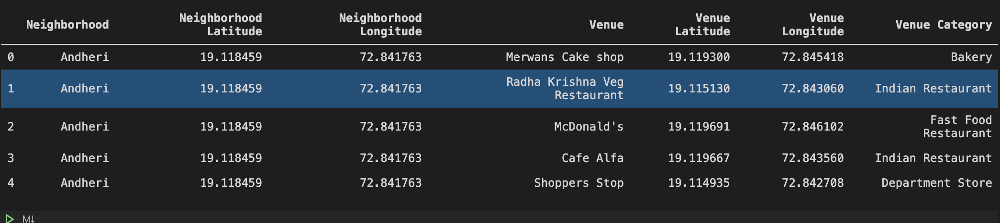 Neighborhood Neighborhood Latitude Neighborhood Longitude Venue Venue Latitude Venue Longitude Venue Category
0 Andheri 19.118459 72.841763 Merwans Cake shop 19.119300 72.845418 Bakery
1 Andheri 19.118459 72.841763 Radha Krishna Veg Restaurant 19.115130 72.843060 Indian Restaurant
2 Andheri 19.118459 72.841763 McDonald's 19.119691 72.846102 Fast Food Restaurant
3 Andheri 19.118459 72.841763 Cafe Alfa 19.119667 72.843560 Indian Restaurant
4 Andheri 19.118459 72.841763 Shoppers Stop 19.114935 72.842708 Department Store
M↓